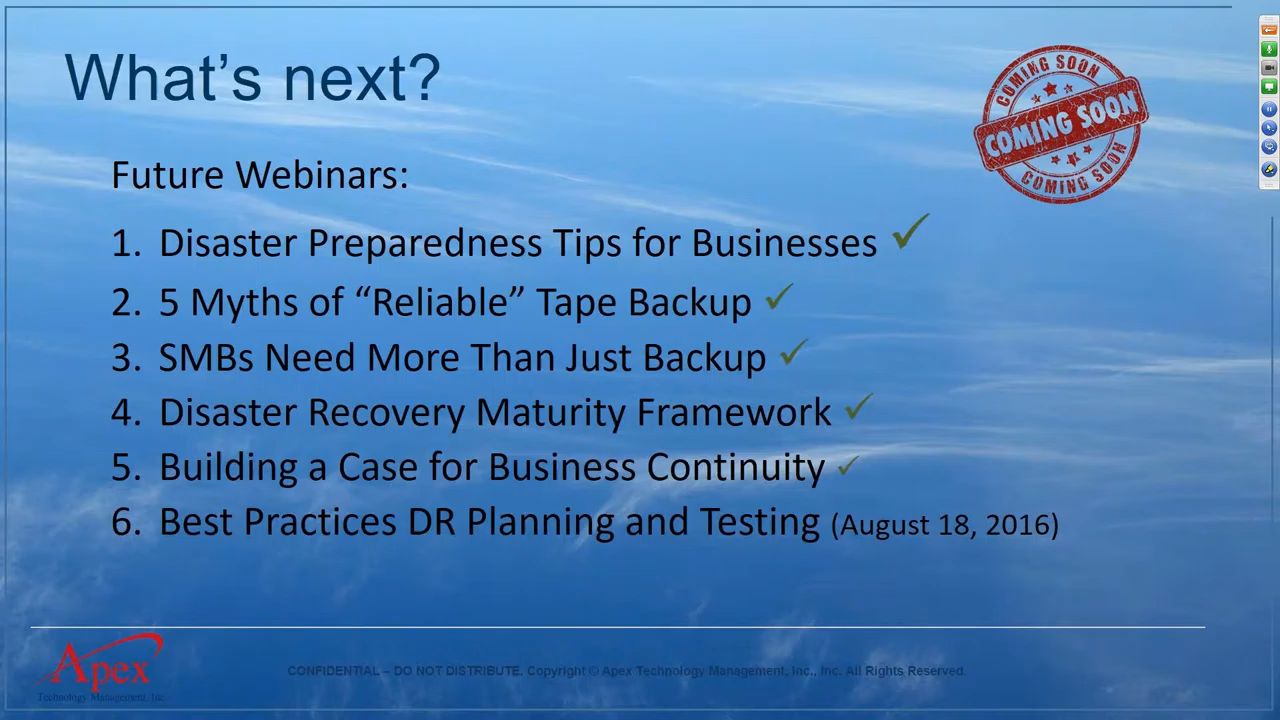 What’s next?
COMING SOON
COMING SOON
COMING SOON
Future Webinars:
1. Disaster Preparedness Tips for Businesses ✓
2. 5 Myths of “Reliable” Tape Backup ✓
3. SMBs Need More Than Just Backup ✓
4. Disaster Recovery Maturity Framework ✓
5. Building a Case for Business Continuity ✓
6. Best Practices DR Planning and Testing (August 18, 2016)
Apex
Technology Management, Inc.
CONFIDENTIAL – DO NOT DISTRIBUTE. Copyright © Apex Technology Management, Inc., Inc. All Rights Reserved.